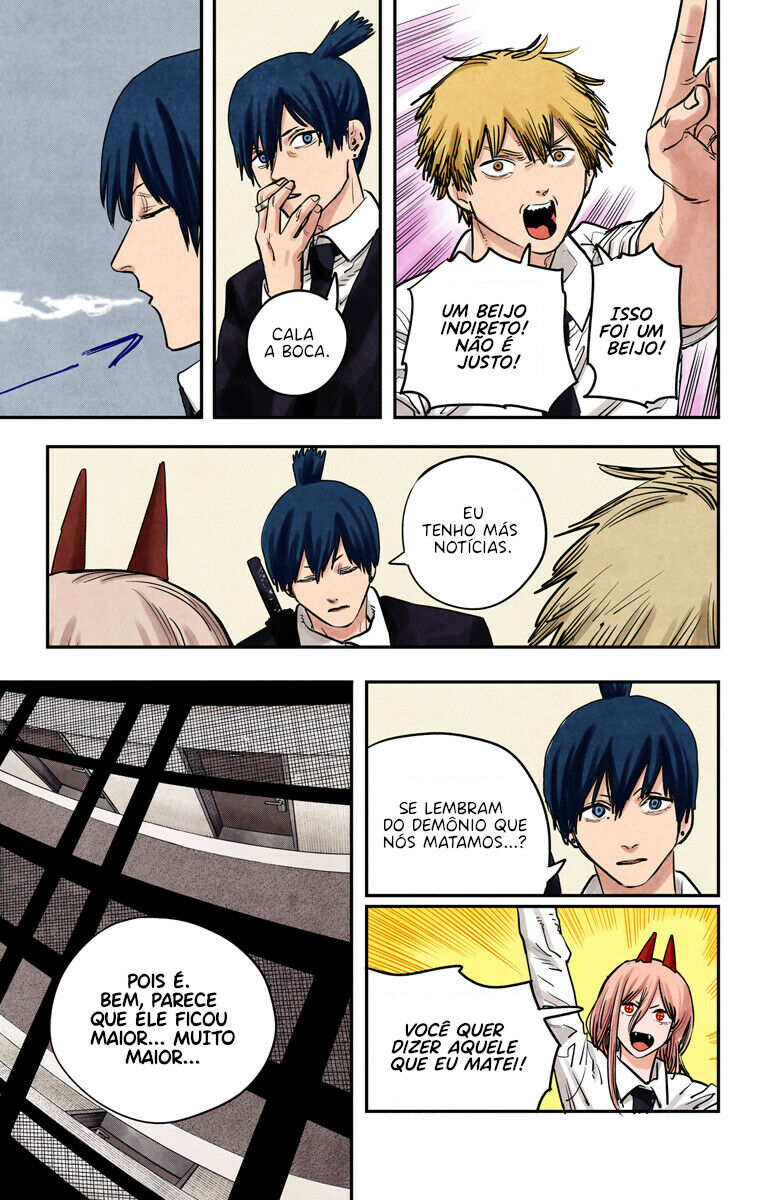 ISSO
FOI UM
BEIJO!
UM BEIJO
INDIRETO!
NÃO É
JUSTO!
CALA
A BOCA.
EU
TENHO MÁS
NOTÍCIAS.
SE LEMBRAM
DO DEMÔNIO QUE
NÓS MATAMOS...?
VOCÊ QUER
DIZER AQUELE
QUE EU MATEI!
POIS É.
BEM, PARECE
QUE ELE FICOU
MAIOR... MUITO
MAIOR...